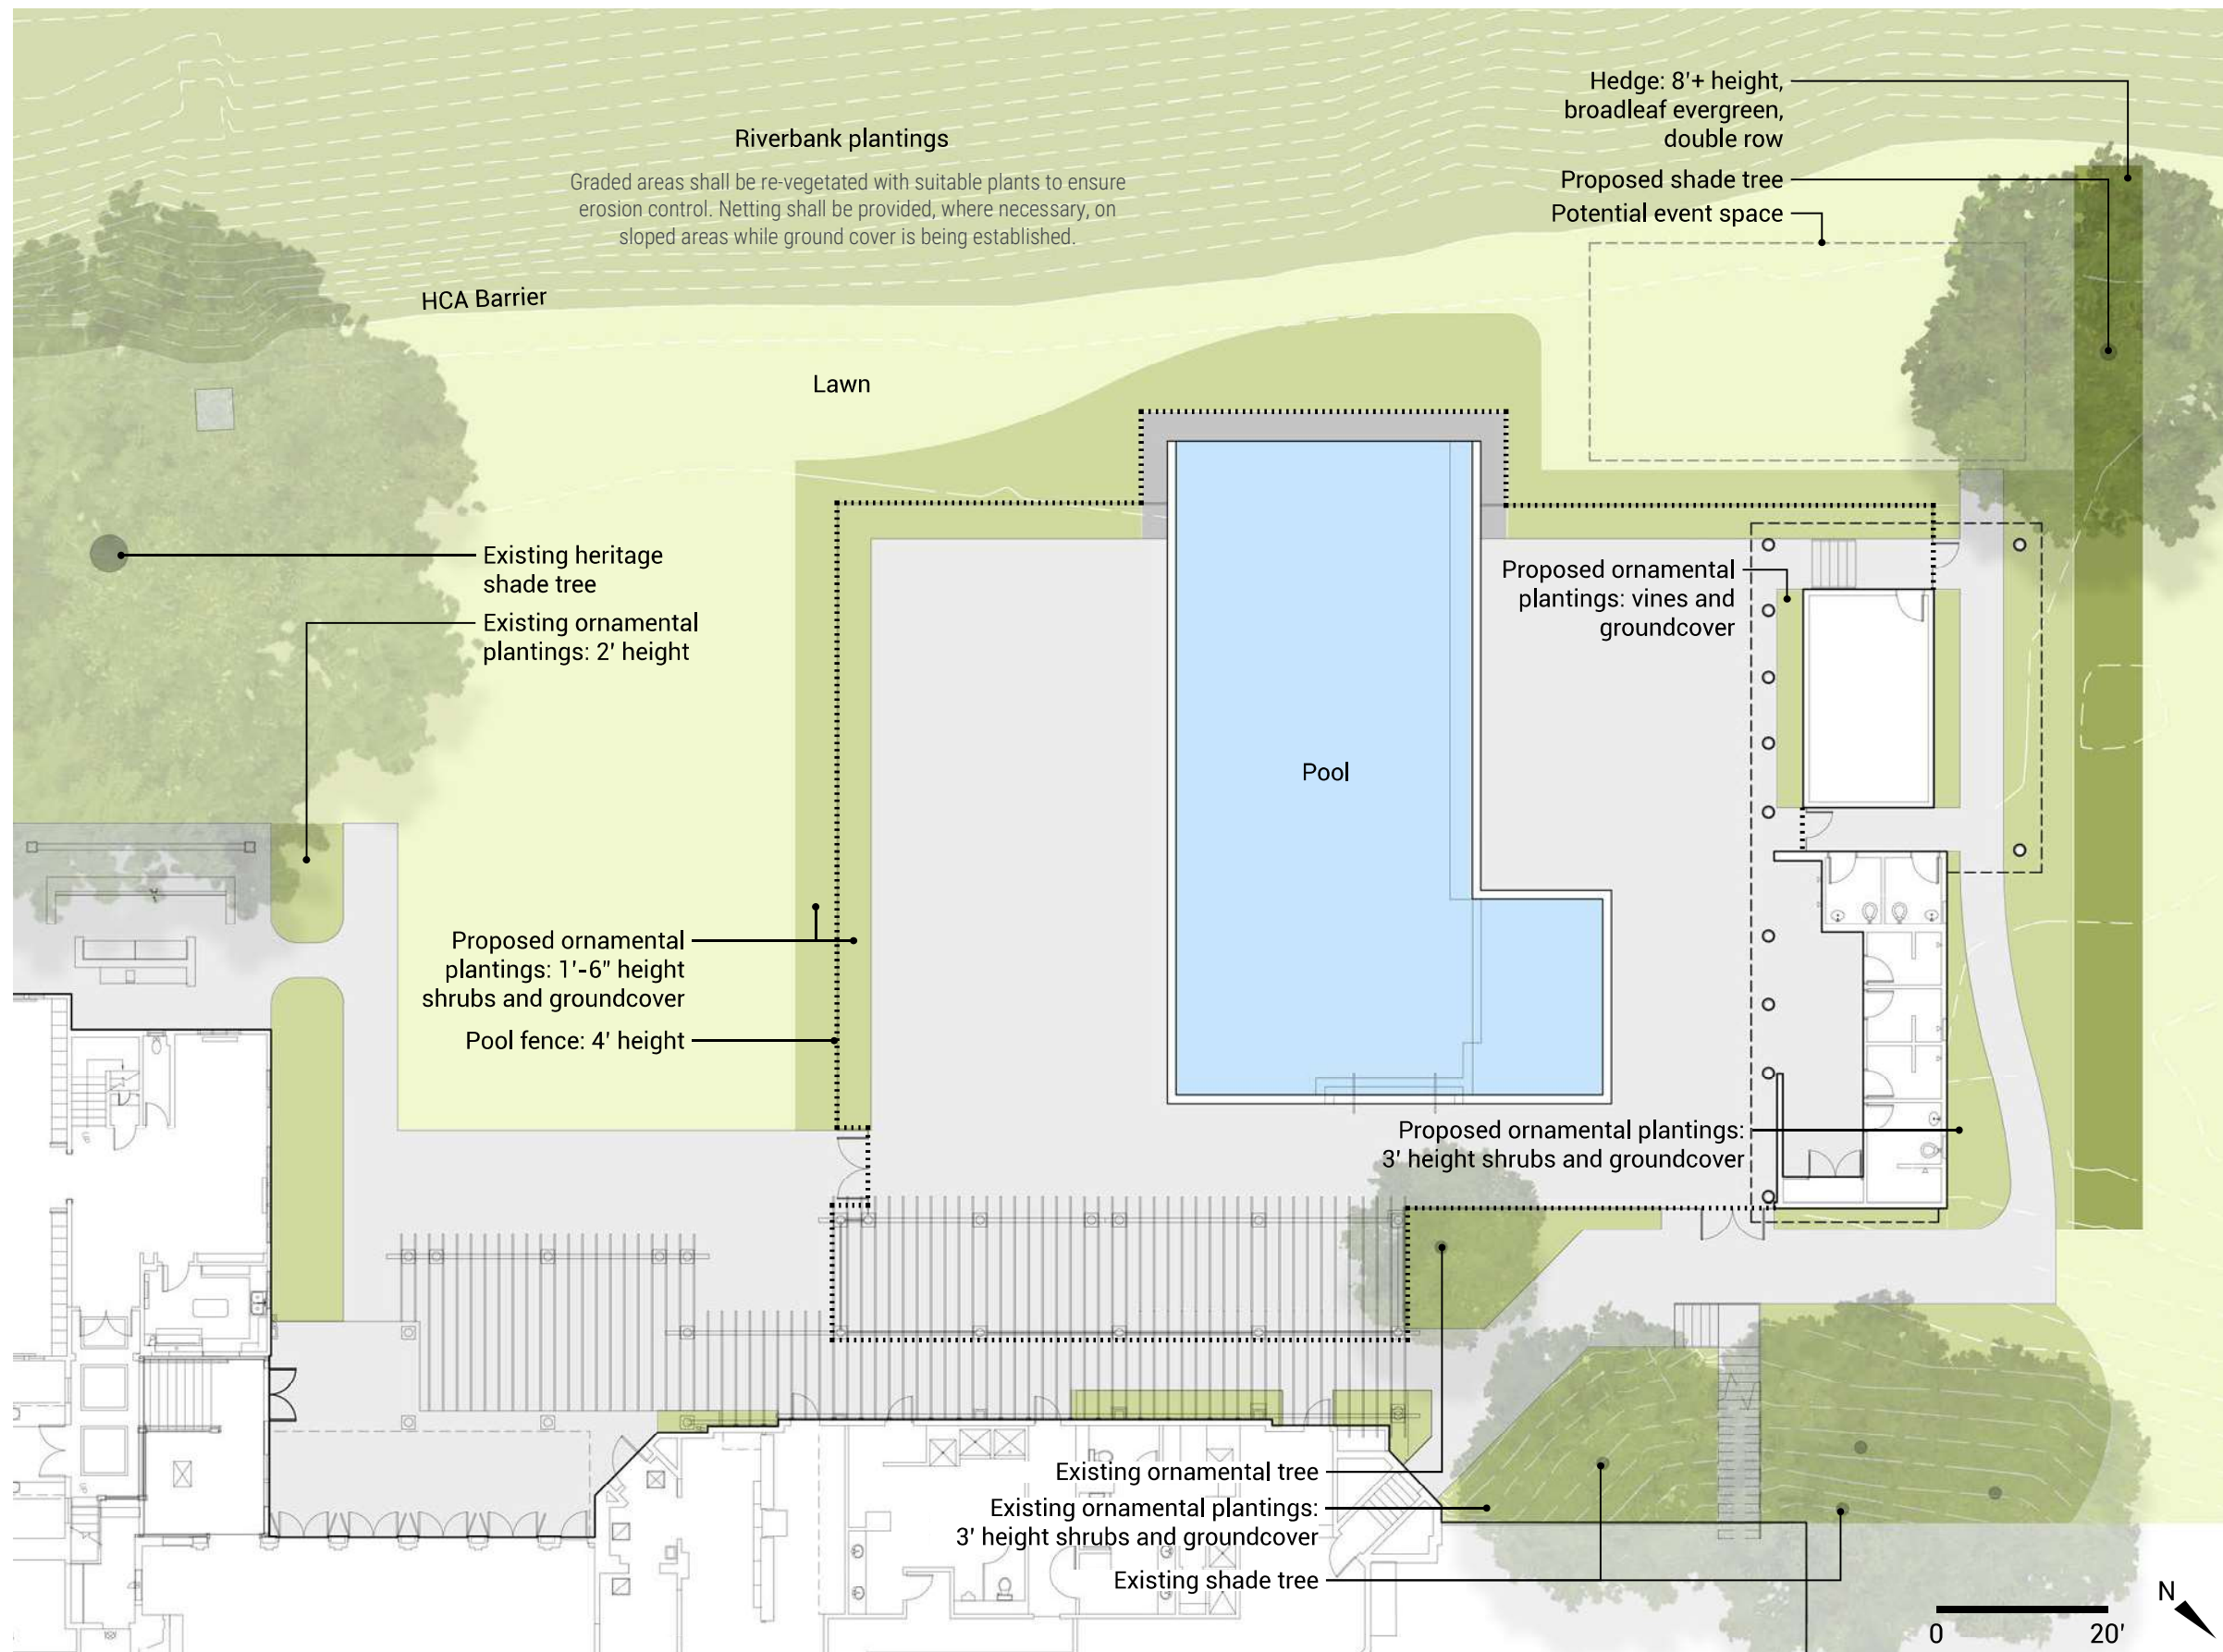 Hedge: 8'+ height,
broadleaf evergreen,
double row
Proposed shade tree
Potential event space
Riverbank plantings
Graded areas shall be re-vegetated with suitable plants to ensure
erosion control. Netting shall be provided, where necessary, on
sloped areas while ground cover is being established.
HCA Barrier
Lawn
Existing heritage
shade tree
Existing ornamental
plantings: 2' height
Proposed ornamental
plantings: vines and
groundcover
Pool
Proposed ornamental
plantings: 1'-6" height
shrubs and groundcover
Pool fence: 4' height
Proposed ornamental plantings:
3' height shrubs and groundcover
Existing ornamental tree
Existing ornamental plantings:
3' height shrubs and groundcover
Existing shade tree
N
0 20'